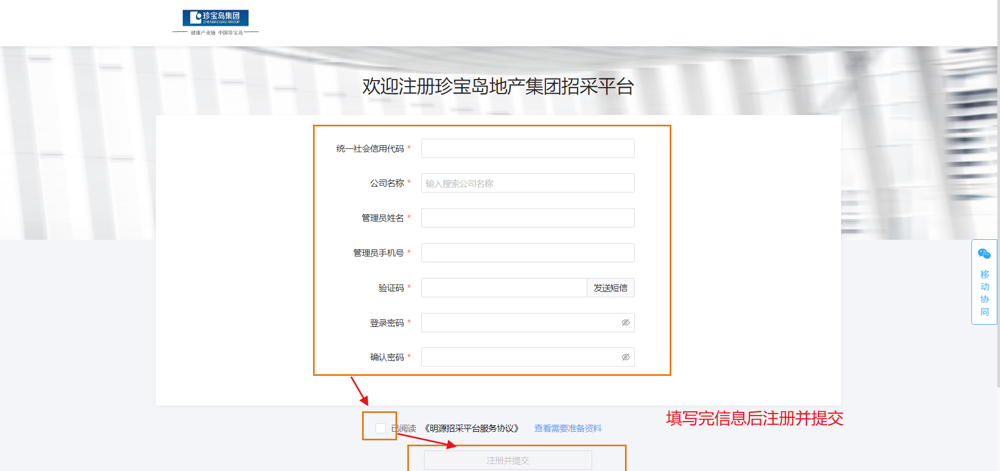 珍宝岛集团
ZHENBAODAO GROUP
健康产业链 中国珍宝岛
欢迎注册珍宝岛地产集团招采平台
统一社会信用代码 *
公司名称 * 输入搜索公司名称
管理员姓名 *
管理员手机号 *
验证码 * 发送短信
登录密码 *
确认密码 *
移动协同
填写完信息后注册并提交
已阅读 《明源招采平台服务协议》 查看需要准备资料
注册并提交